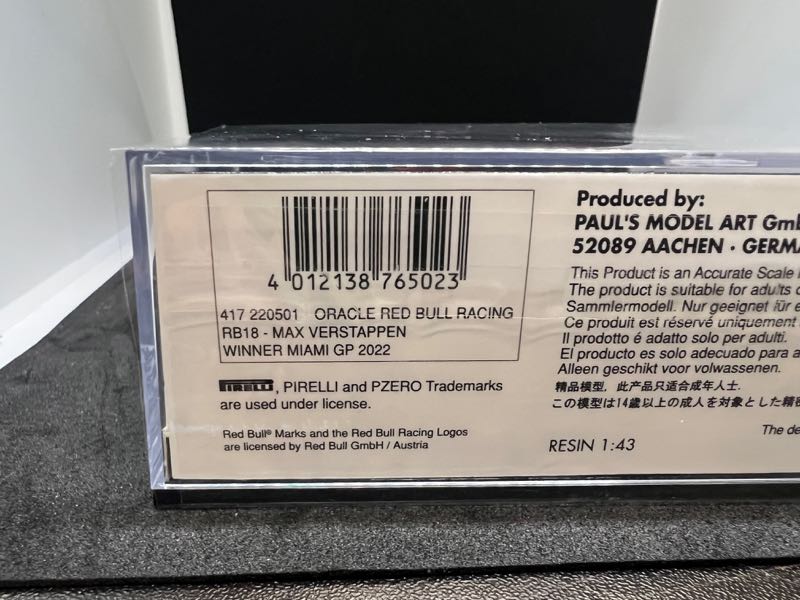 4 012138 765023
417 220501 ORACLE RED BULL RACING
RB18 - MAX VERSTAPPEN
WINNER MIAMI GP 2022
PIRELLI, PIRELLI and PZERO Trademarks
are used under license.
Red Bull® Marks and the Red Bull Racing Logos
are licensed by Red Bull GmbH / Austria
Produced by:
PAUL'S MODEL ART Gmb
52089 AACHEN · GERMA
This Product is an Accurate Scale
The product is suitable for adults
Sammlermodell. Nur geeignet für
Ce produit est réservé uniquement
Il prodotto é adatto solo per adulti.
El producto es solo adecuado para a
Alleen geschikt voor volwassenen.
精品模型，此产品只适合成年人士.
この模型は14歳以上の成人を対象とした精密
The de
RESIN 1:43